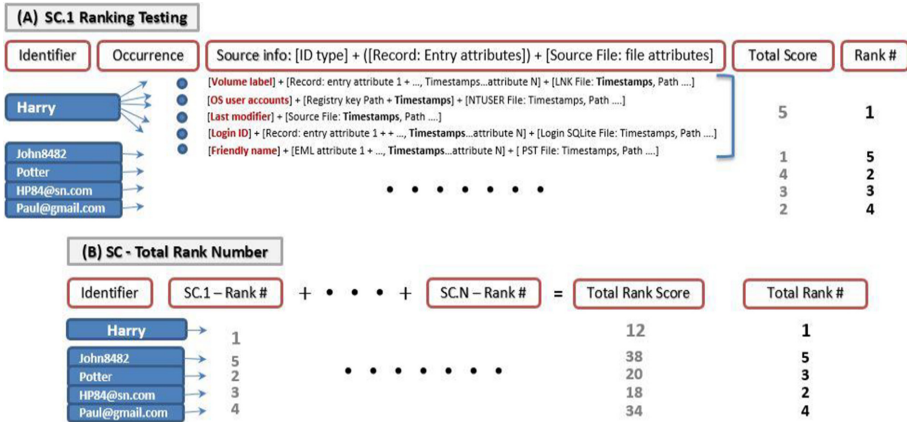 (A) SC.1 Ranking Testing
Identifier Occurrence Source info: [ID type] + ([Record: Entry attributes]) + [Source File: file attributes] Total Score Rank #
Harry
[Volume label] + [Record: entry attribute 1 + ..., Timestamps...attribute N] + [LNK File: Timestamps, Path ....]
[OS user accounts] + [Registry key Path + Timestamps] + [NTUSER File: Timestamps, Path ....]
[Last modifier] + [Source File: Timestamps, Path ....]
[Login ID] + [Record: entry attribute 1 + + ..., Timestamps...attribute N] + [Login SQLite File: Timestamps, Path ....]
[Friendly name] + [EML attribute 1 + ..., Timestamps...attribute N] + [ PST File: Timestamps, Path ....]
5 1
John8482 1 5
Potter 4 2
HP84@sn.com 3 3
Paul@gmail.com 2 4
(B) SC - Total Rank Number
Identifier SC.1 – Rank # + • • • + SC.N – Rank # = Total Rank Score Total Rank #
Harry 1 12 1
John8482 5 38 5
Potter 2 20 3
HP84@sn.com 3 18 2
Paul@gmail.com 4 34 4